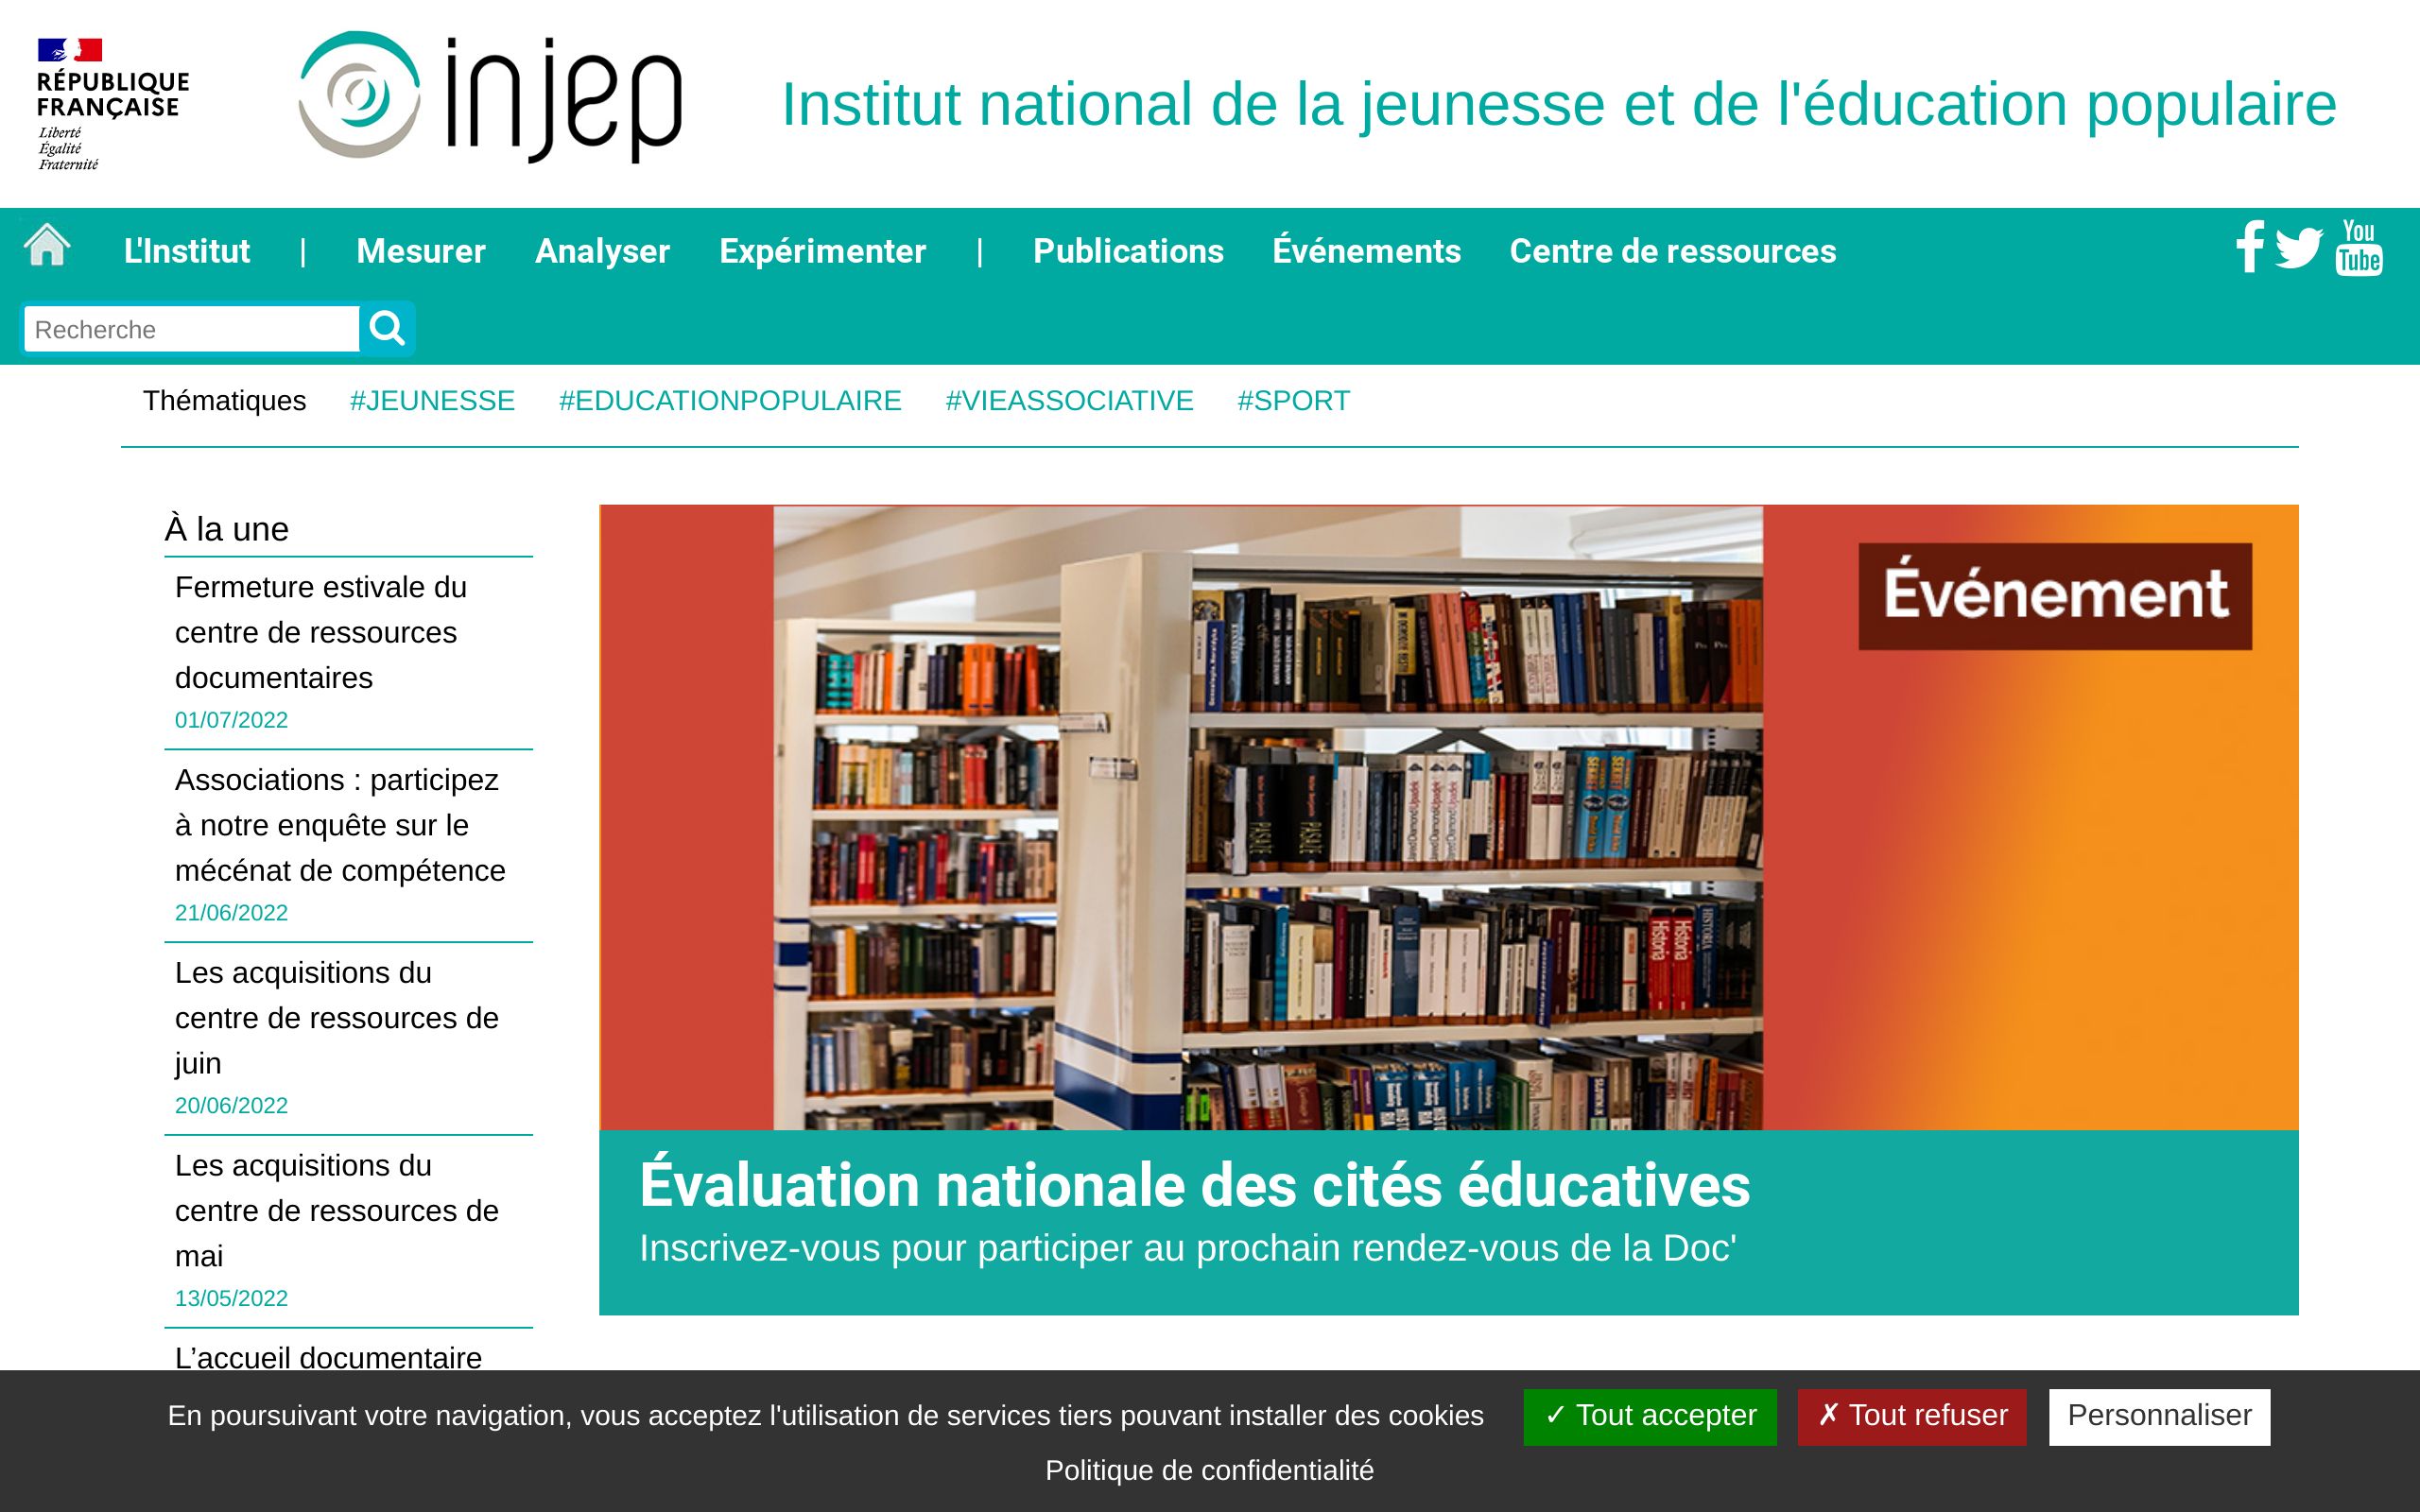 RÉPUBLIQUE
FRANÇAISE
Liberté
Égalité
Fraternité
injep
Institut national de la jeunesse et de l'éducation populaire
L'Institut | Mesurer Analyser Expérimenter | Publications Événements Centre de ressources
You
Tube
Recherche
Thématiques #JEUNESSE #EDUCATIONPOPULAIRE #VIEASSOCIATIVE #SPORT
À la une
Fermeture estivale du
centre de ressources
documentaires
01/07/2022
Associations : participez
à notre enquête sur le
mécénat de compétence
21/06/2022
Les acquisitions du
centre de ressources de
juin
20/06/2022
Les acquisitions du
centre de ressources de
mai
13/05/2022
L’accueil documentaire
Événement
Historia
Historia
Évaluation nationale des cités éducatives
Inscrivez-vous pour participer au prochain rendez-vous de la Doc'
En poursuivant votre navigation, vous acceptez l'utilisation de services tiers pouvant installer des cookies
✓ Tout accepter
✗ Tout refuser
Personnaliser
Politique de confidentialité